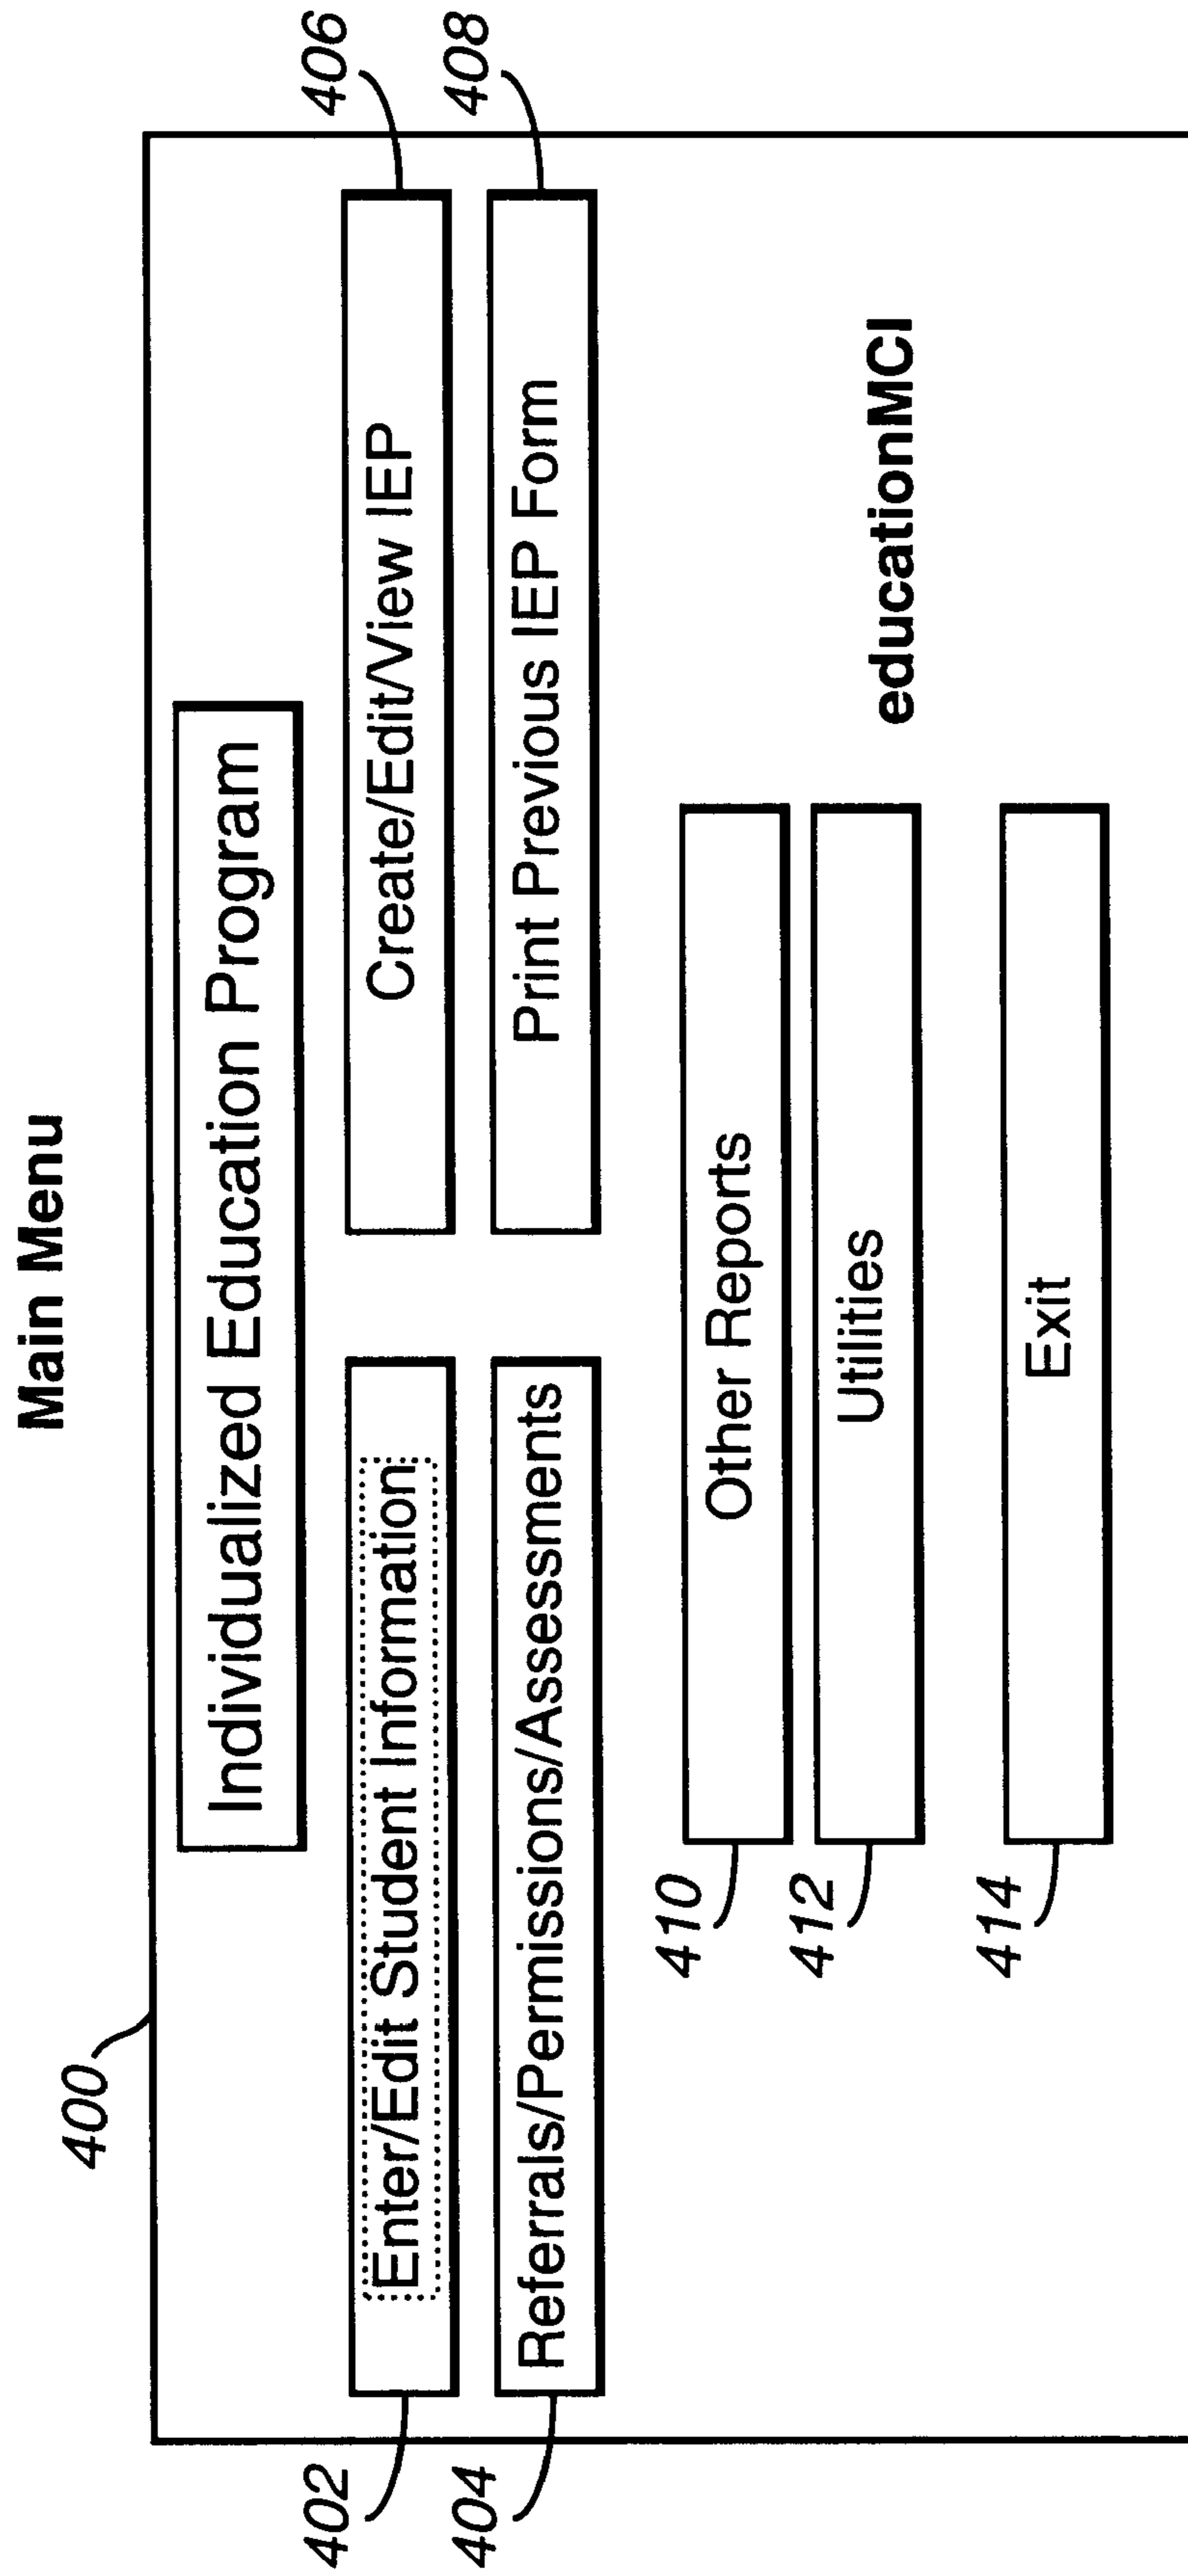 Main Menu
400
Individualized Education Program
402
Enter/Edit Student Information
Create/Edit/View IEP
406
404
Referrals/Permissions/Assessments
Print Previous IEP Form
408
410
Other Reports
412
Utilities
educationMCI
414
Exit